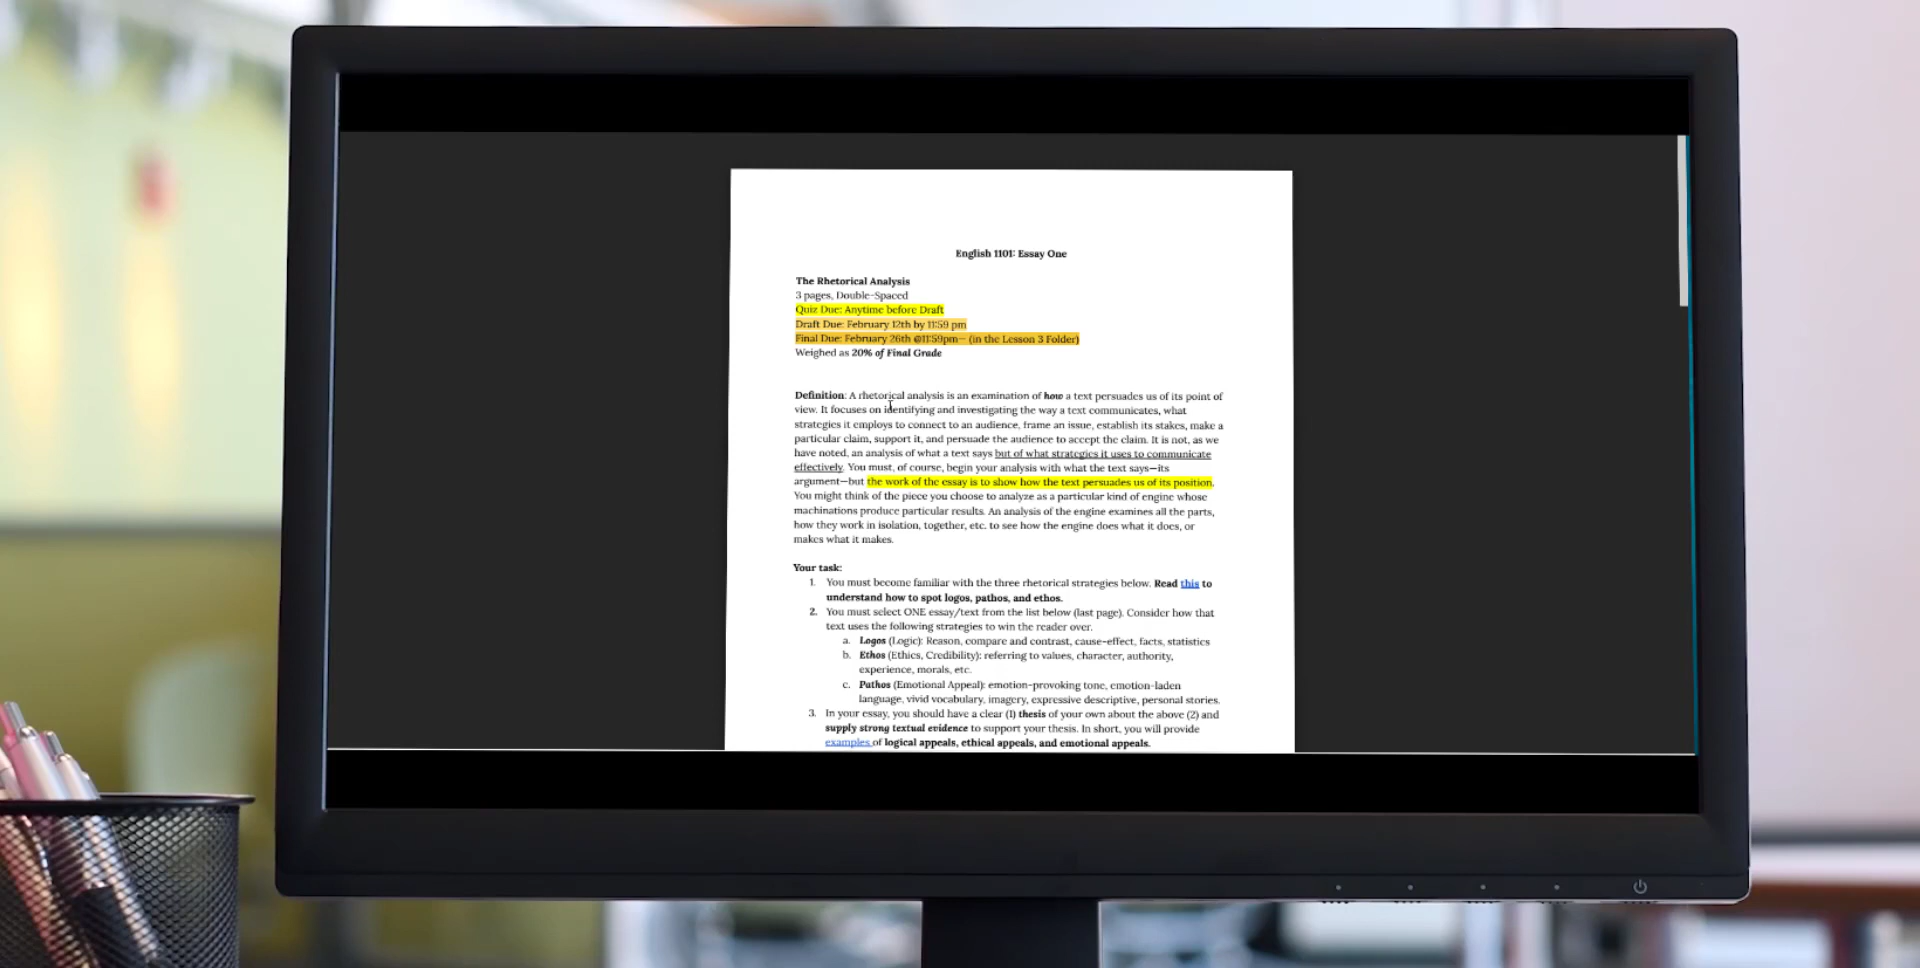 English 1101: Essay One
The Rhetorical Analysis
3 pages, Double-Spaced
Quiz Due: Anytime before Draft
Draft Due: February 12th by 11:59 pm
Final Due: February 26th @11:59pm— (in the Lesson 3 Folder)
Weighed as 20% of Final Grade
Definition: A rhetorical analysis is an examination of how a text persuades us of its point of
view. It focuses on identifying and investigating the way a text communicates, what
strategies it employs to connect to an audience, frame an issue, establish its stakes, make a
particular claim, support it, and persuade the audience to accept the claim. It is not, as we
have noted, an analysis of what a text says but of what strategies it uses to communicate
effectively. You must, of course, begin your analysis with what the text says—its
argument—but the work of the essay is to show how the text persuades us of its position.
You might think of the piece you choose to analyze as a particular kind of engine whose
machinations produce particular results. An analysis of the engine examines all the parts,
how they work in isolation, together, etc. to see how the engine does what it does, or
makes what it makes.
Your task:
1. You must become familiar with the three rhetorical strategies below. Read this to
understand how to spot logos, pathos, and ethos.
2. You must select ONE essay/text from the list below (last page). Consider how that
text uses the following strategies to win the reader over.
a. Logos (Logic): Reason, compare and contrast, cause-effect, facts, statistics
b. Ethos (Ethics, Credibility): referring to values, character, authority,
experience, morals, etc.
c. Pathos (Emotional Appeal): emotion-provoking tone, emotion-laden
language, vivid vocabulary, imagery, expressive descriptive, personal stories.
3. In your essay, you should have a clear (1) thesis of your own about the above (2) and
supply strong textual evidence to support your thesis. In short, you will provide
examples of logical appeals, ethical appeals, and emotional appeals.